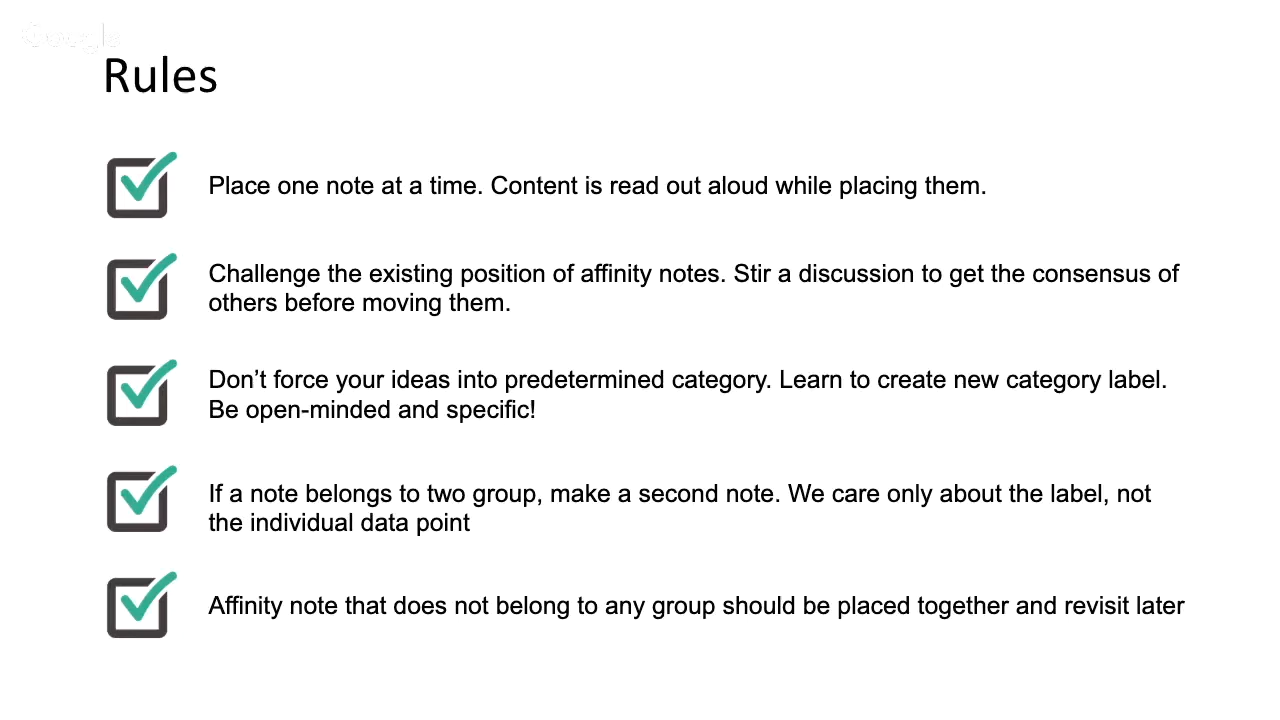 Google
Rules
Place one note at a time. Content is read out aloud while placing them.
Challenge the existing position of affinity notes. Stir a discussion to get the consensus of
others before moving them.
Don’t force your ideas into predetermined category. Learn to create new category label.
Be open-minded and specific!
If a note belongs to two group, make a second note. We care only about the label, not
the individual data point
Affinity note that does not belong to any group should be placed together and revisit later